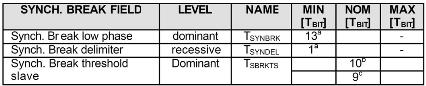 SYNCH. BREAK FIELD LEVEL NAME MIN [TBIT] NOM [TBIT] MAX [TBIT]
Synch. Break low phase dominant TSYNBRK 13a -
Synch. Break delimiter recessive TSYNDEL 1a -
Synch. Break threshold slave Dominant TSBRKTS 10b
9c